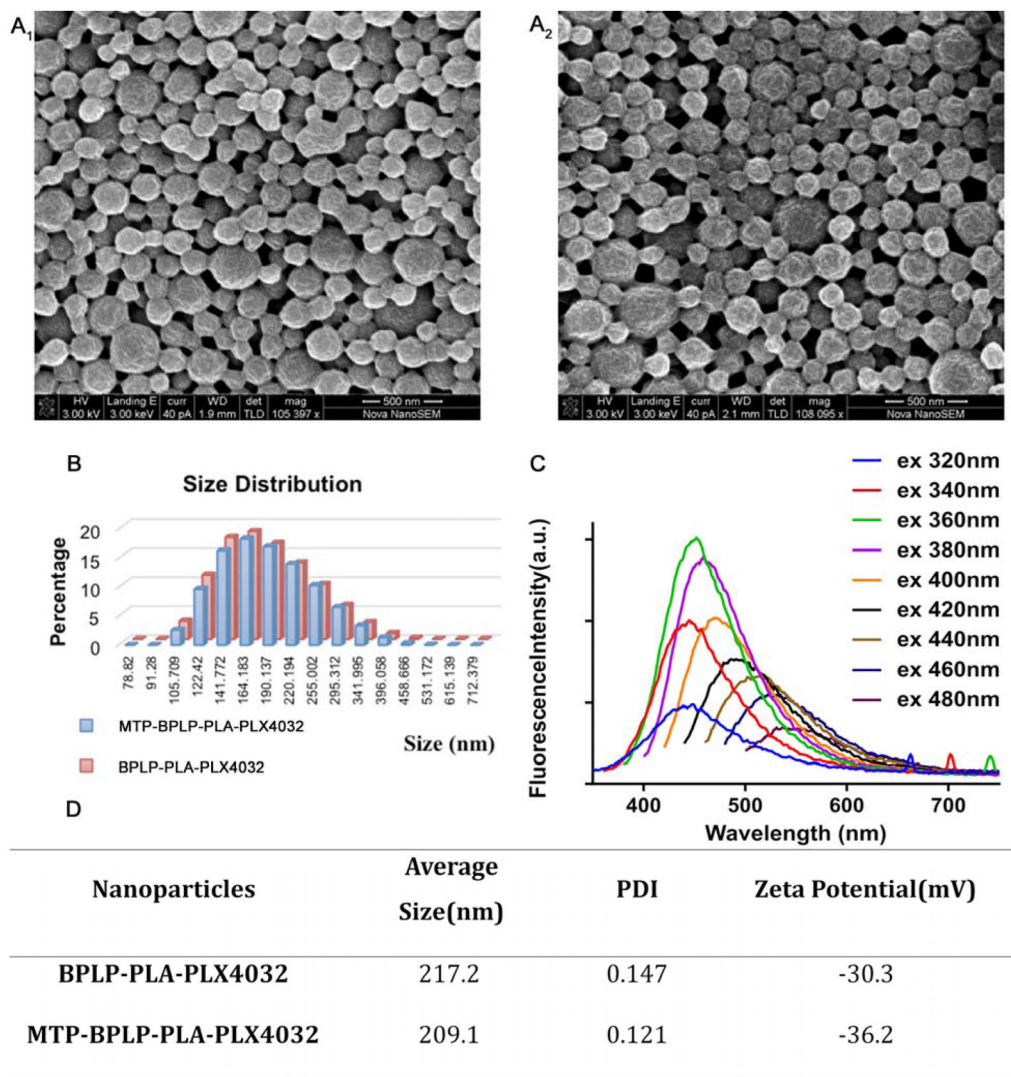 A1
A2
HV Landing E curr WD det mag 500 nm
3.00 kV 3.00 keV 40 pA 1.9 mm TLD 105 397 x Nova NanoSEM
HV Landing E curr WD det mag 500 nm
3.00 kV 3.00 keV 40 pA 2.1 mm TLD 108 095 x Nova NanoSEM
B
Size Distribution
Percentage
20
15
10
5
0
78.82
91.28
105.709
122.42
141.772
164.183
190.137
220.194
255.002
295.312
341.995
396.058
458.666
531.172
615.139
712.379
MTP-BPLP-PLA-PLX4032
Size (nm)
BPLP-PLA-PLX4032
C
ex 320nm
ex 340nm
ex 360nm
ex 380nm
ex 400nm
ex 420nm
ex 440nm
ex 460nm
ex 480nm
FluorescenceIntensity(a.u.)
400 500 600 700
Wavelength (nm)
D
Nanoparticles Average Size(nm) PDI Zeta Potential(mV)
BPLP-PLA-PLX4032 217.2 0.147 -30.3
MTP-BPLP-PLA-PLX4032 209.1 0.121 -36.2